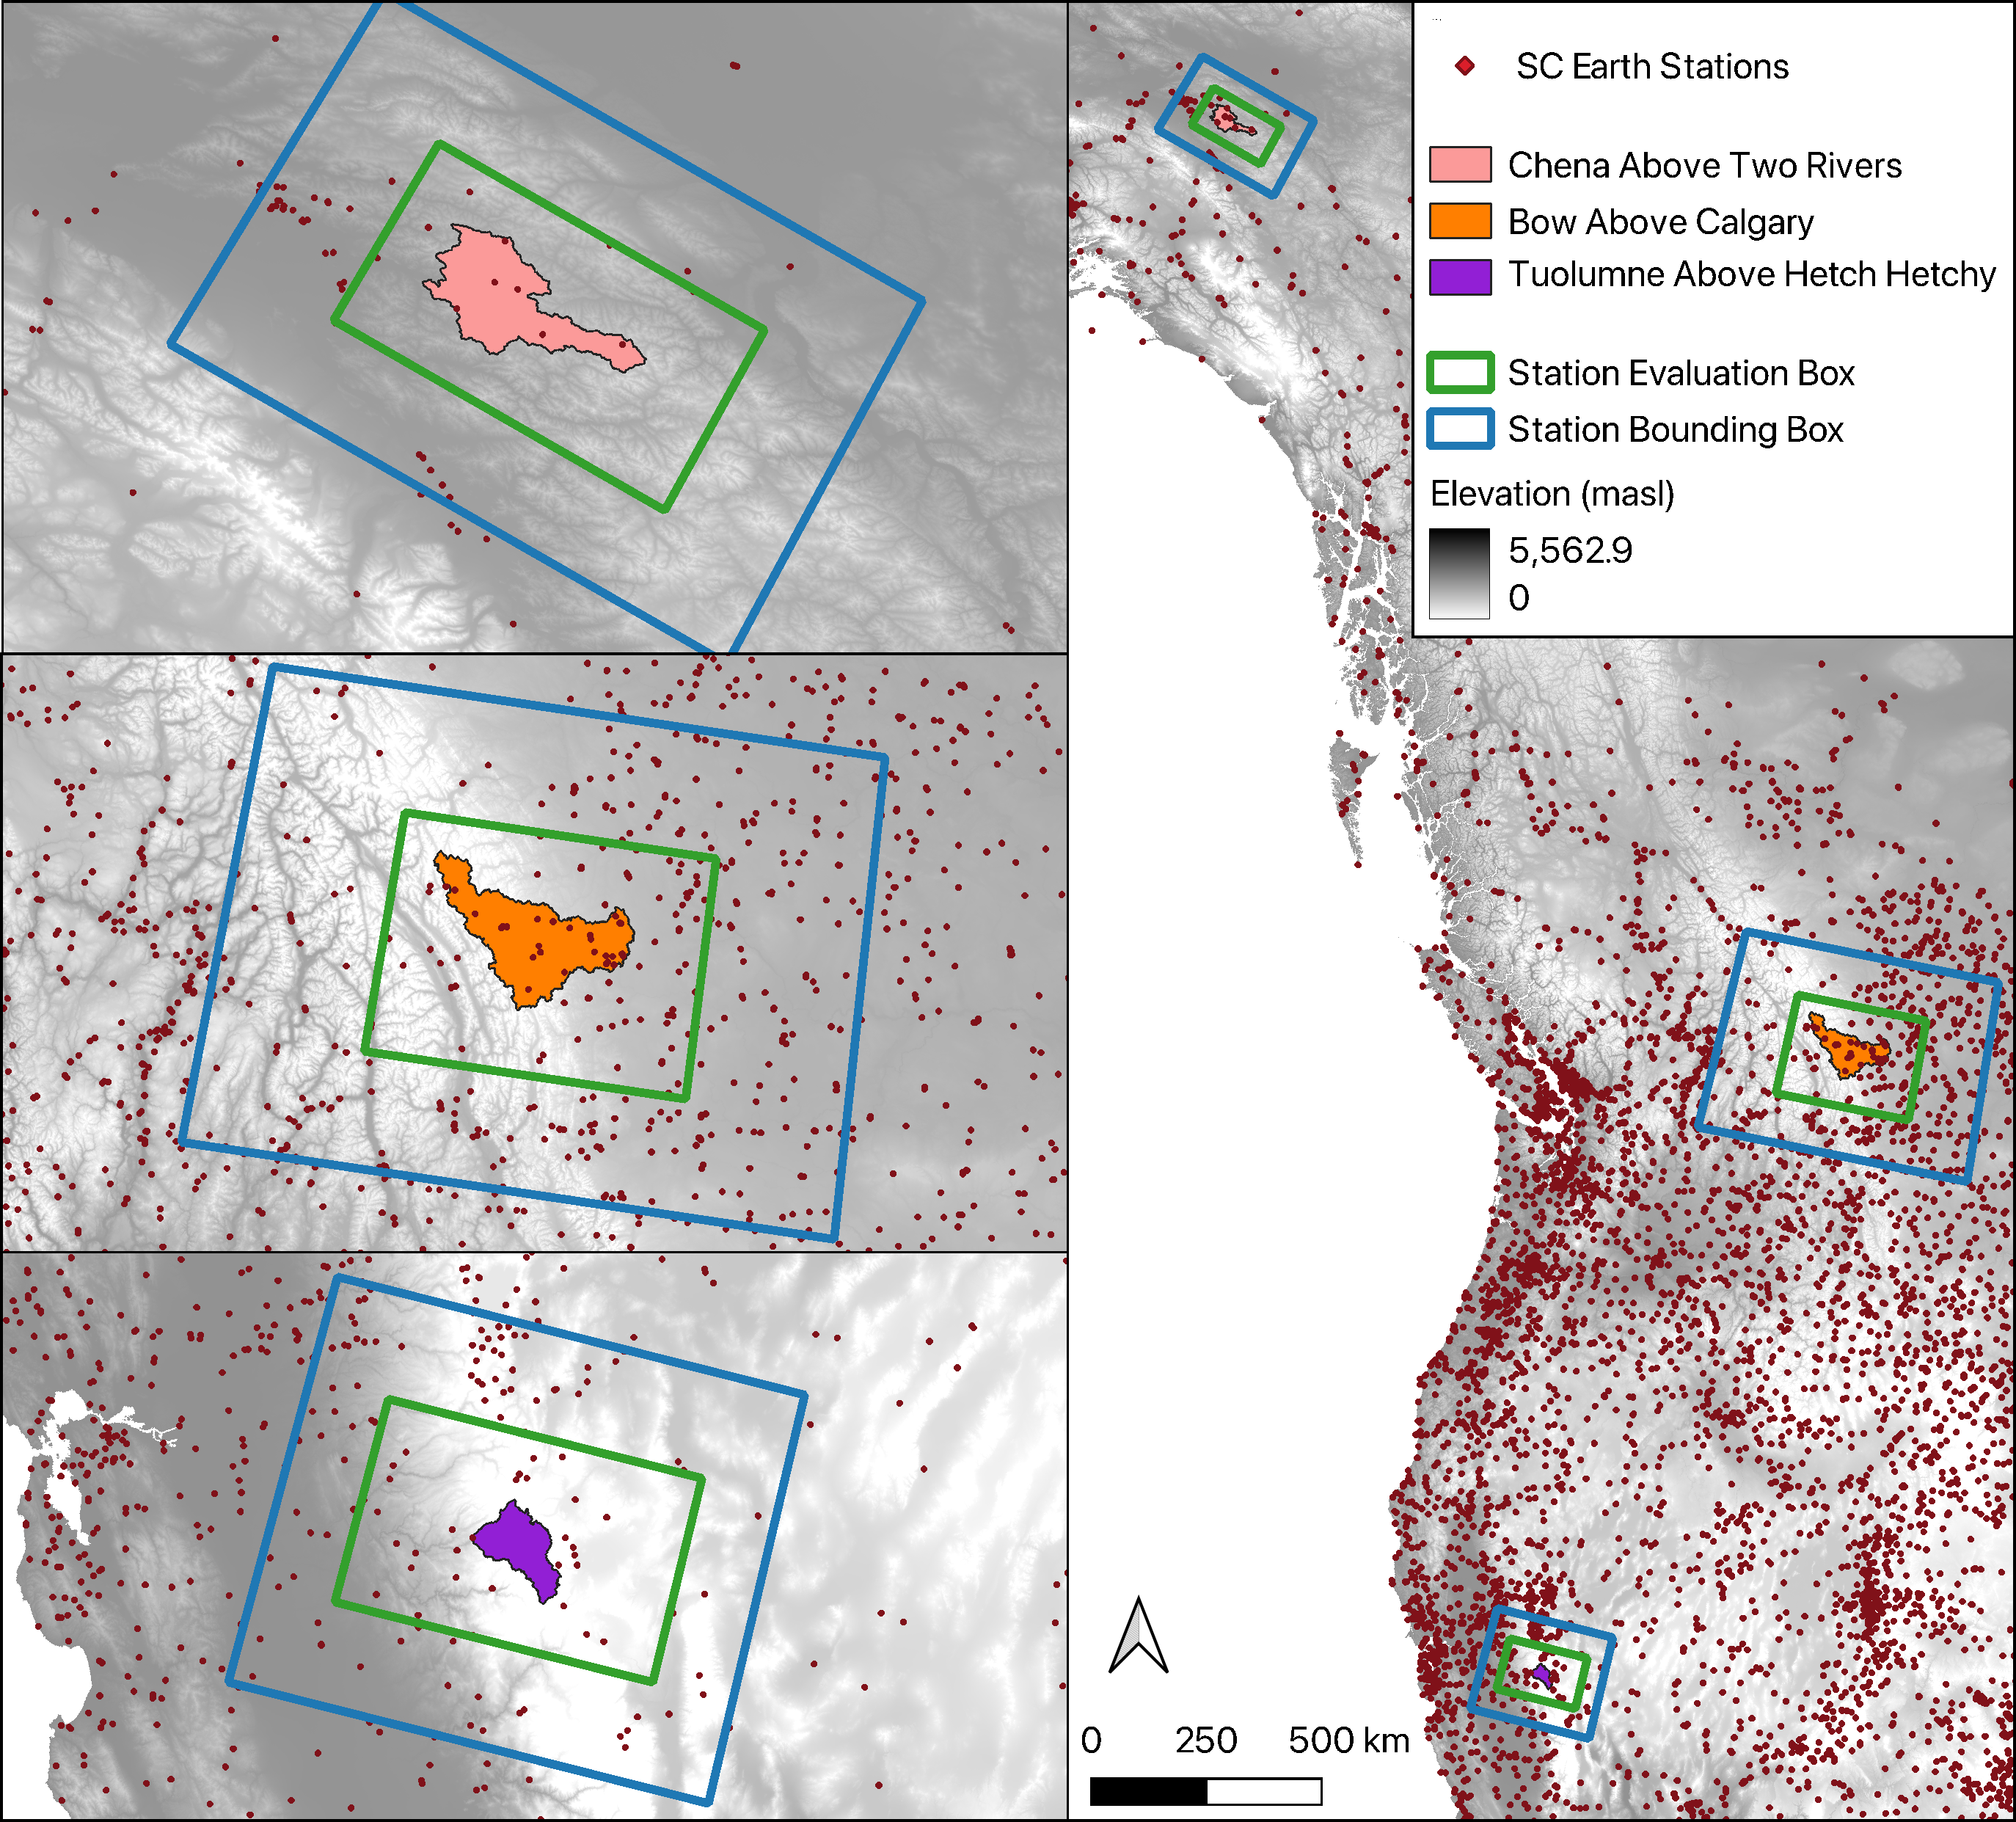 SC Earth Stations
Chena Above Two Rivers
Bow Above Calgary
Tuolumne Above Hetch Hetchy
Station Evaluation Box
Station Bounding Box
Elevation (masl)
5,562.9
0
0 250 500 km